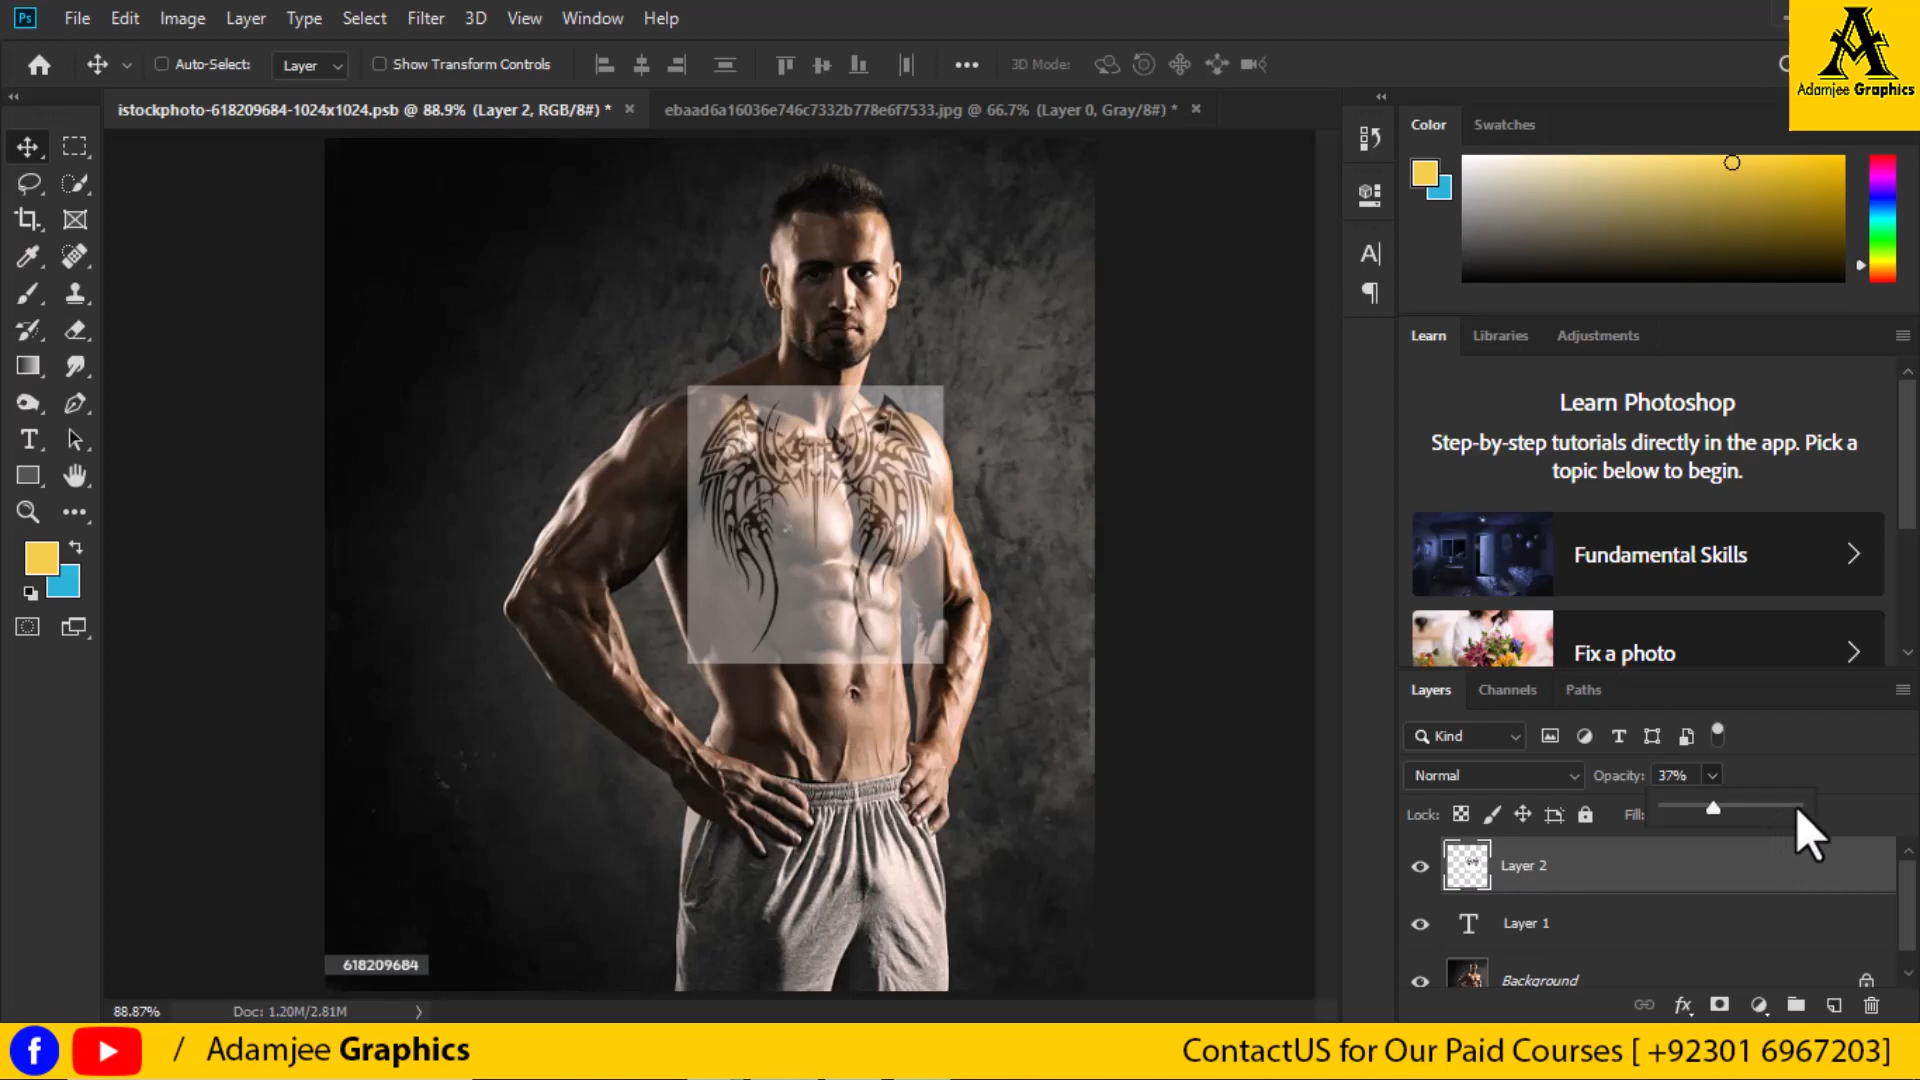 Ps File Edit Image Layer Type Select Filter 3D View Window Help
Auto-Select: Layer Show Transform Controls 3D Mode:
A
Adamjee Graphics
istockphoto-618209684-1024x1024.psb @ 88.9% (Layer 2, RGB/8#) * ebaad6a16036e746c7332b778e6f7533.jpg @ 66.7% (Layer 0, Gray/8#) *
Color Swatches
Learn Libraries Adjustments
Learn Photoshop
Step-by-step tutorials directly in the app. Pick a
topic below to begin.
Fundamental Skills
Fix a photo
Layers Channels Paths
Kind
Normal Opacity: 37%
Lock: Fill:
Layer 2
Layer 1
Background
618209684
88.87% Doc: 1.20M/2.81M
/ Adamjee Graphics
ContactUS for Our Paid Courses [ +92301 6967203]